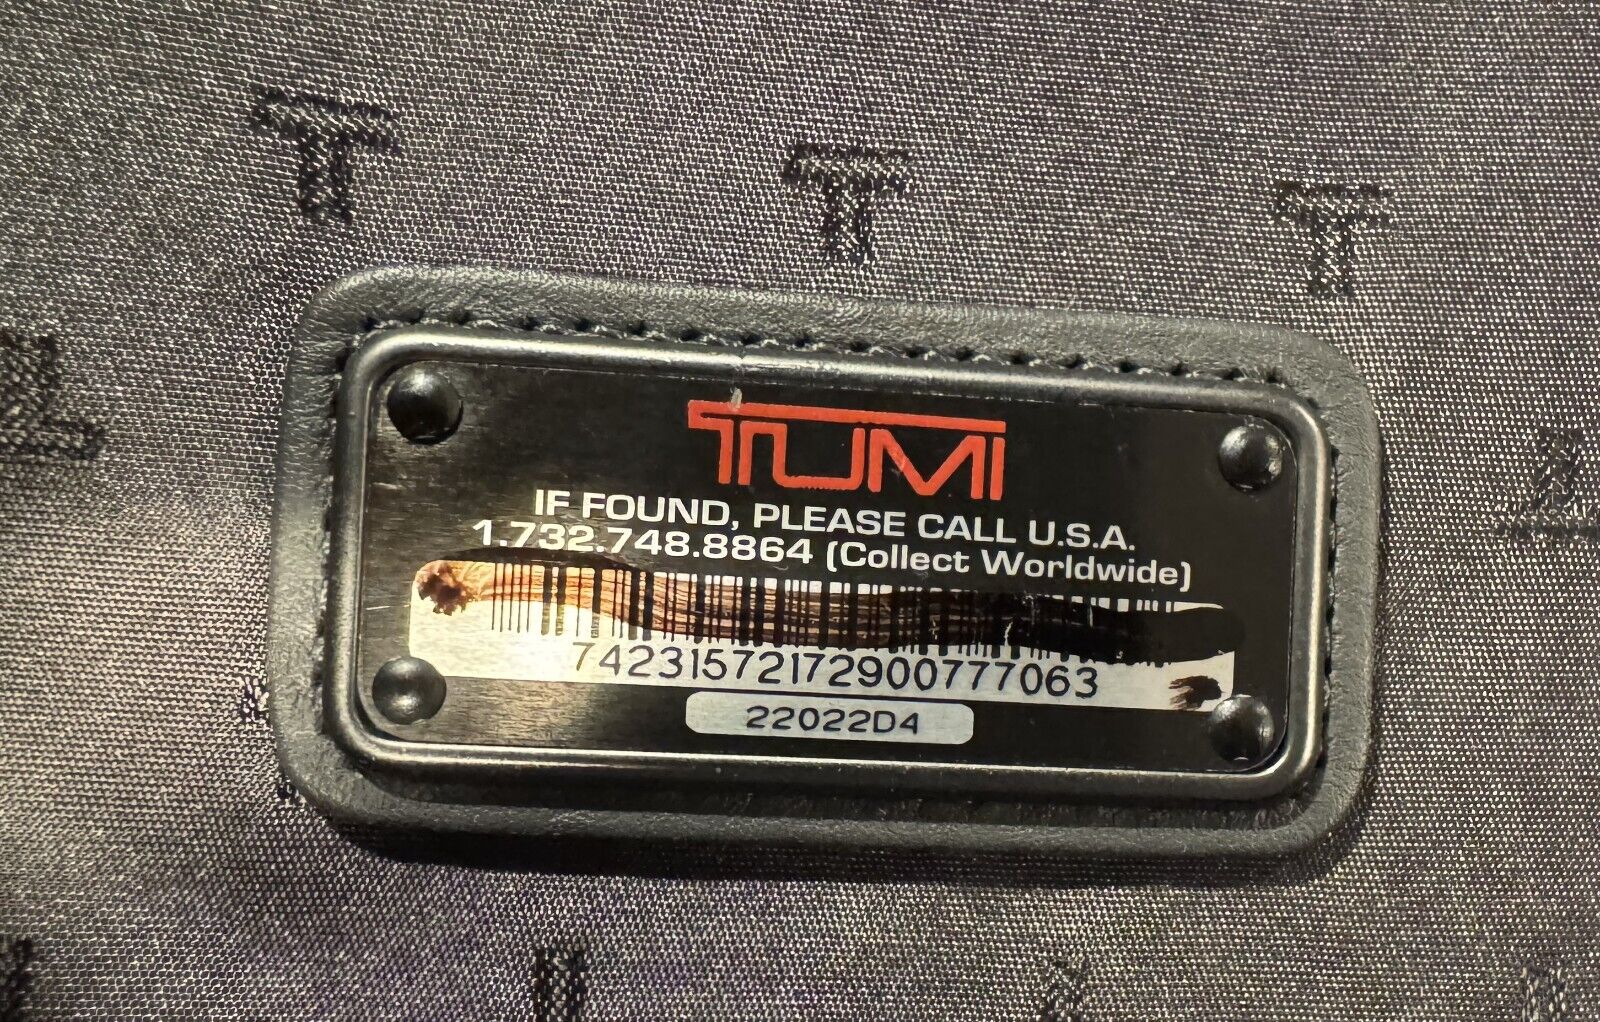 TUMI
IF FOUND, PLEASE CALL U.S.A.
1.732.748.8864 (Collect Worldwide)
74231572172900777063
22022D4